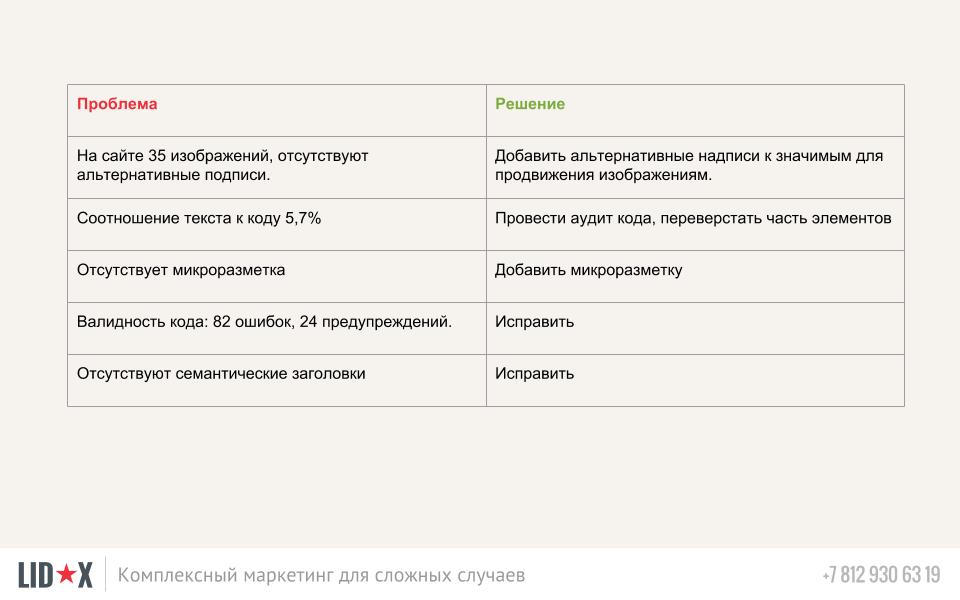 Проблема
Решение
На сайте 35 изображений, отсутствуют
альтернативные подписи.
Добавить альтернативные надписи к значимым для
продвижения изображениям.
Соотношение текста к коду 5,7%
Провести аудит кода, переверстать часть элементов
Отсутствует микроразметка
Добавить микроразметку
Валидность кода: 82 ошибок, 24 предупреждений.
Исправить
Отсутствуют семантические заголовки
Исправить
LID★X
Комплексный маркетинг для сложных случаев
+7 812 930 63 19